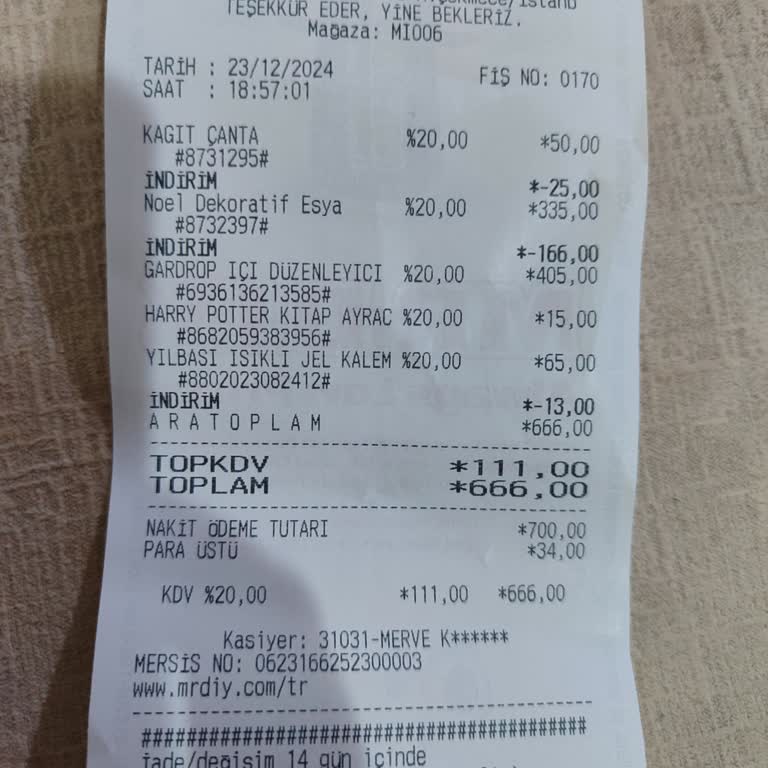 TEŞEKKÜR EDER, YİNE BEKLERİZ.
Mağaza: MI006
TARİH : 23/12/2024
FİŞ NO: 0170
SAAT : 18:57:01
KAGIT ÇANTA %20,00 *50,00
#8731295#
İNDİRİM *-25,00
Noel Dekoratif Esya %20,00 *335,00
#8732397#
İNDİRİM *-166,00
GARDROP IÇI DÜZENLEYICI %20,00 *405,00
#6936136213585#
HARRY POTTER KITAP AYRAC %20,00 *15,00
#8682059383956#
YILBASI ISIKLI JEL KALEM %20,00 *65,00
#8802023082412#
İNDİRİM *-13,00
ARATOPLAM *666,00
TOPKDV *111,00
TOPLAM *666,00
NAKİT ÖDEME TUTARI *700,00
PARA ÜSTÜ *34,00
KDV %20,00 *111,00 *666,00
Kasiyer: 31031-MERVE K******
MERSİS NO: 0623166252300003
www.mrdiy.com/tr
########################################
İade/değişim 14 gün içinde